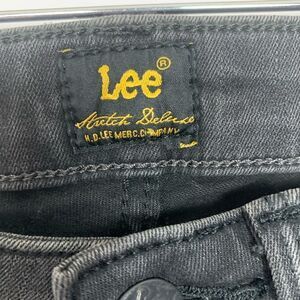 Lee®
Stretch Deluxe
H.D. LEE MERC. COMPANY